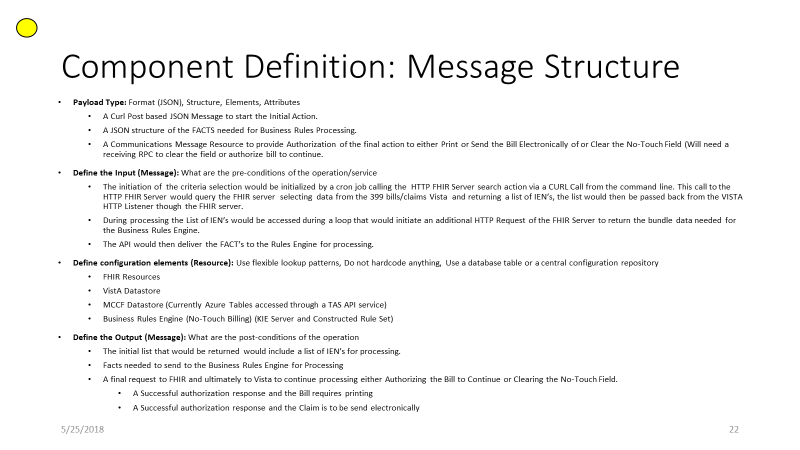 Component Definition: Message Structure
• Payload Type: Format (JSON), Structure, Elements, Attributes
• A Curl Post based JSON Message to start the Initial Action.
• A JSON structure of the FACTS needed for Business Rules Processing.
• A Communications Message Resource to provide Authorization of the final action to either Print or Send the Bill Electronically of or Clear the No-Touch Field (Will need a
receiving RPC to clear the field or authorize bill to continue.
• Define the Input (Message): What are the pre-conditions of the operation/service
• The initiation of the criteria selection would be initialized by a cron job calling the HTTP FHIR Server search action via a CURL Call from the command line. This call to the
HTTP FHIR Server would query the FHIR server selecting data from the 399 bills/claims Vista and returning a list of IEN's, the list would then be passed back from the VISTA
HTTP Listener though the FHIR server.
• During processing the List of IEN's would be accessed during a loop that would initiate an additional HTTP Request of the FHIR Server to return the bundle data needed for
the Business Rules Engine.
• The API would then deliver the FACT's to the Rules Engine for processing.
• Define configuration elements (Resource): Use flexible lookup patterns, Do not hardcode anything, Use a database table or a central configuration repository
• FHIR Resources
• VistA Datastore
• MCCF Datastore (Currently Azure Tables accessed through a TAS API service)
• Business Rules Engine (No-Touch Billing) (KIE Server and Constructed Rule Set)
• Define the Output (Message): What are the post-conditions of the operation
• The initial list that would be returned would include a list of IEN's for processing.
• Facts needed to send to the Business Rules Engine for Processing
• A final request to FHIR and ultimately to Vista to continue processing either Authorizing the Bill to Continue or Clearing the No-Touch Field.
• A Successful authorization response and the Bill requires printing
• A Successful authorization response and the Claim is to be send electronically
5/25/2018
22